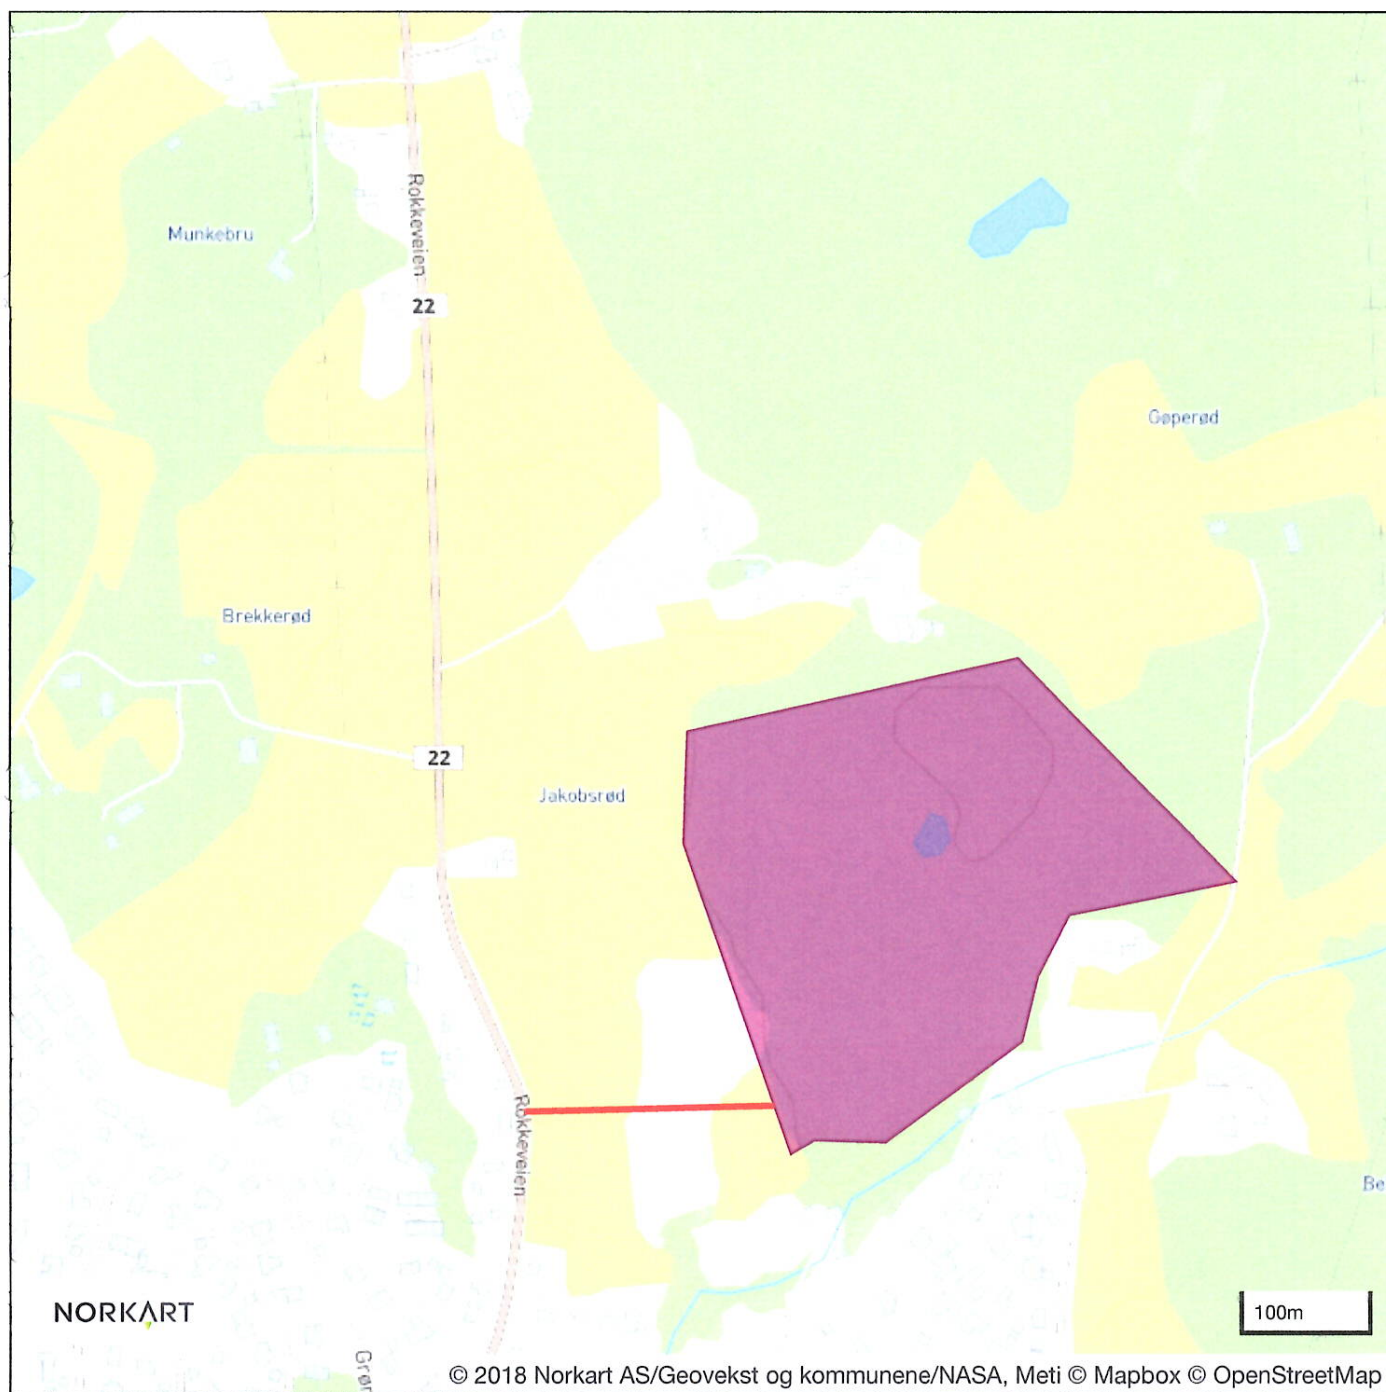 Rokkeveien
Munkebru
22
Gøperød
Brekkerød
22
Jakobsrød
Rokkeveien
Be
NORKART
100m
Grør
© 2018 Norkart AS/Geovekst og kommunene/NASA, Meti © Mapbox © OpenStreetMap